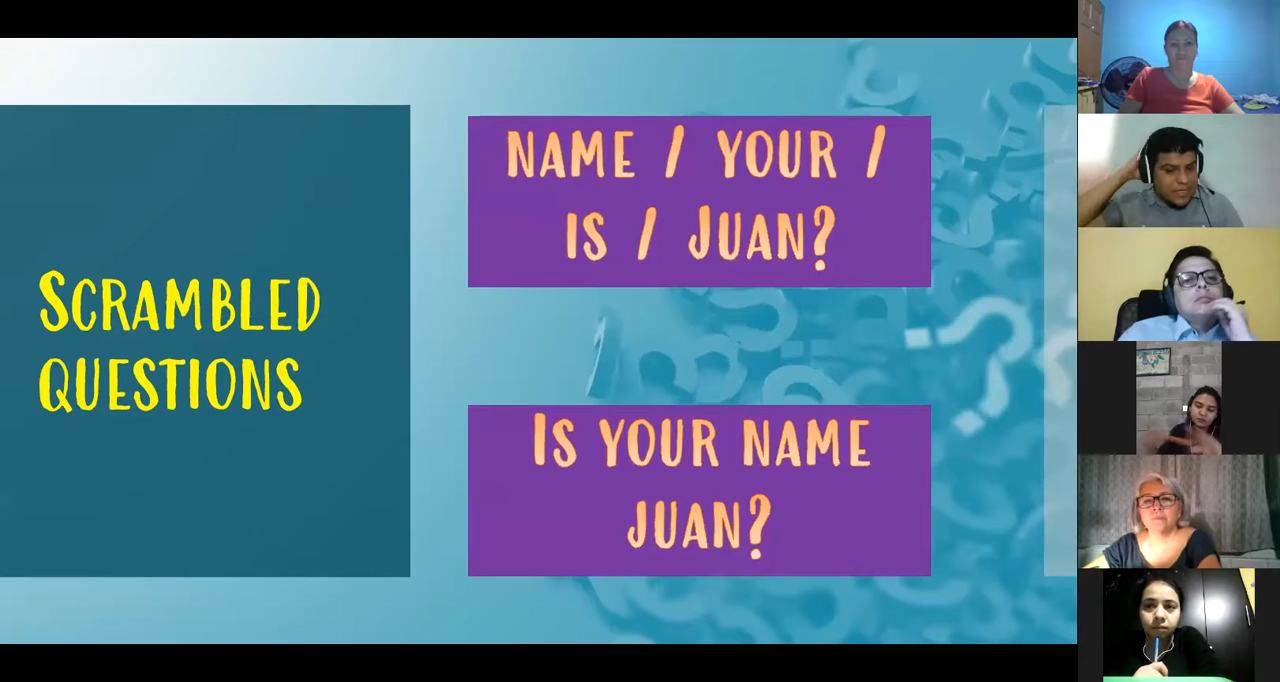 Scrambled
questions
name / your /
is / Juan?
Is your name
juan?